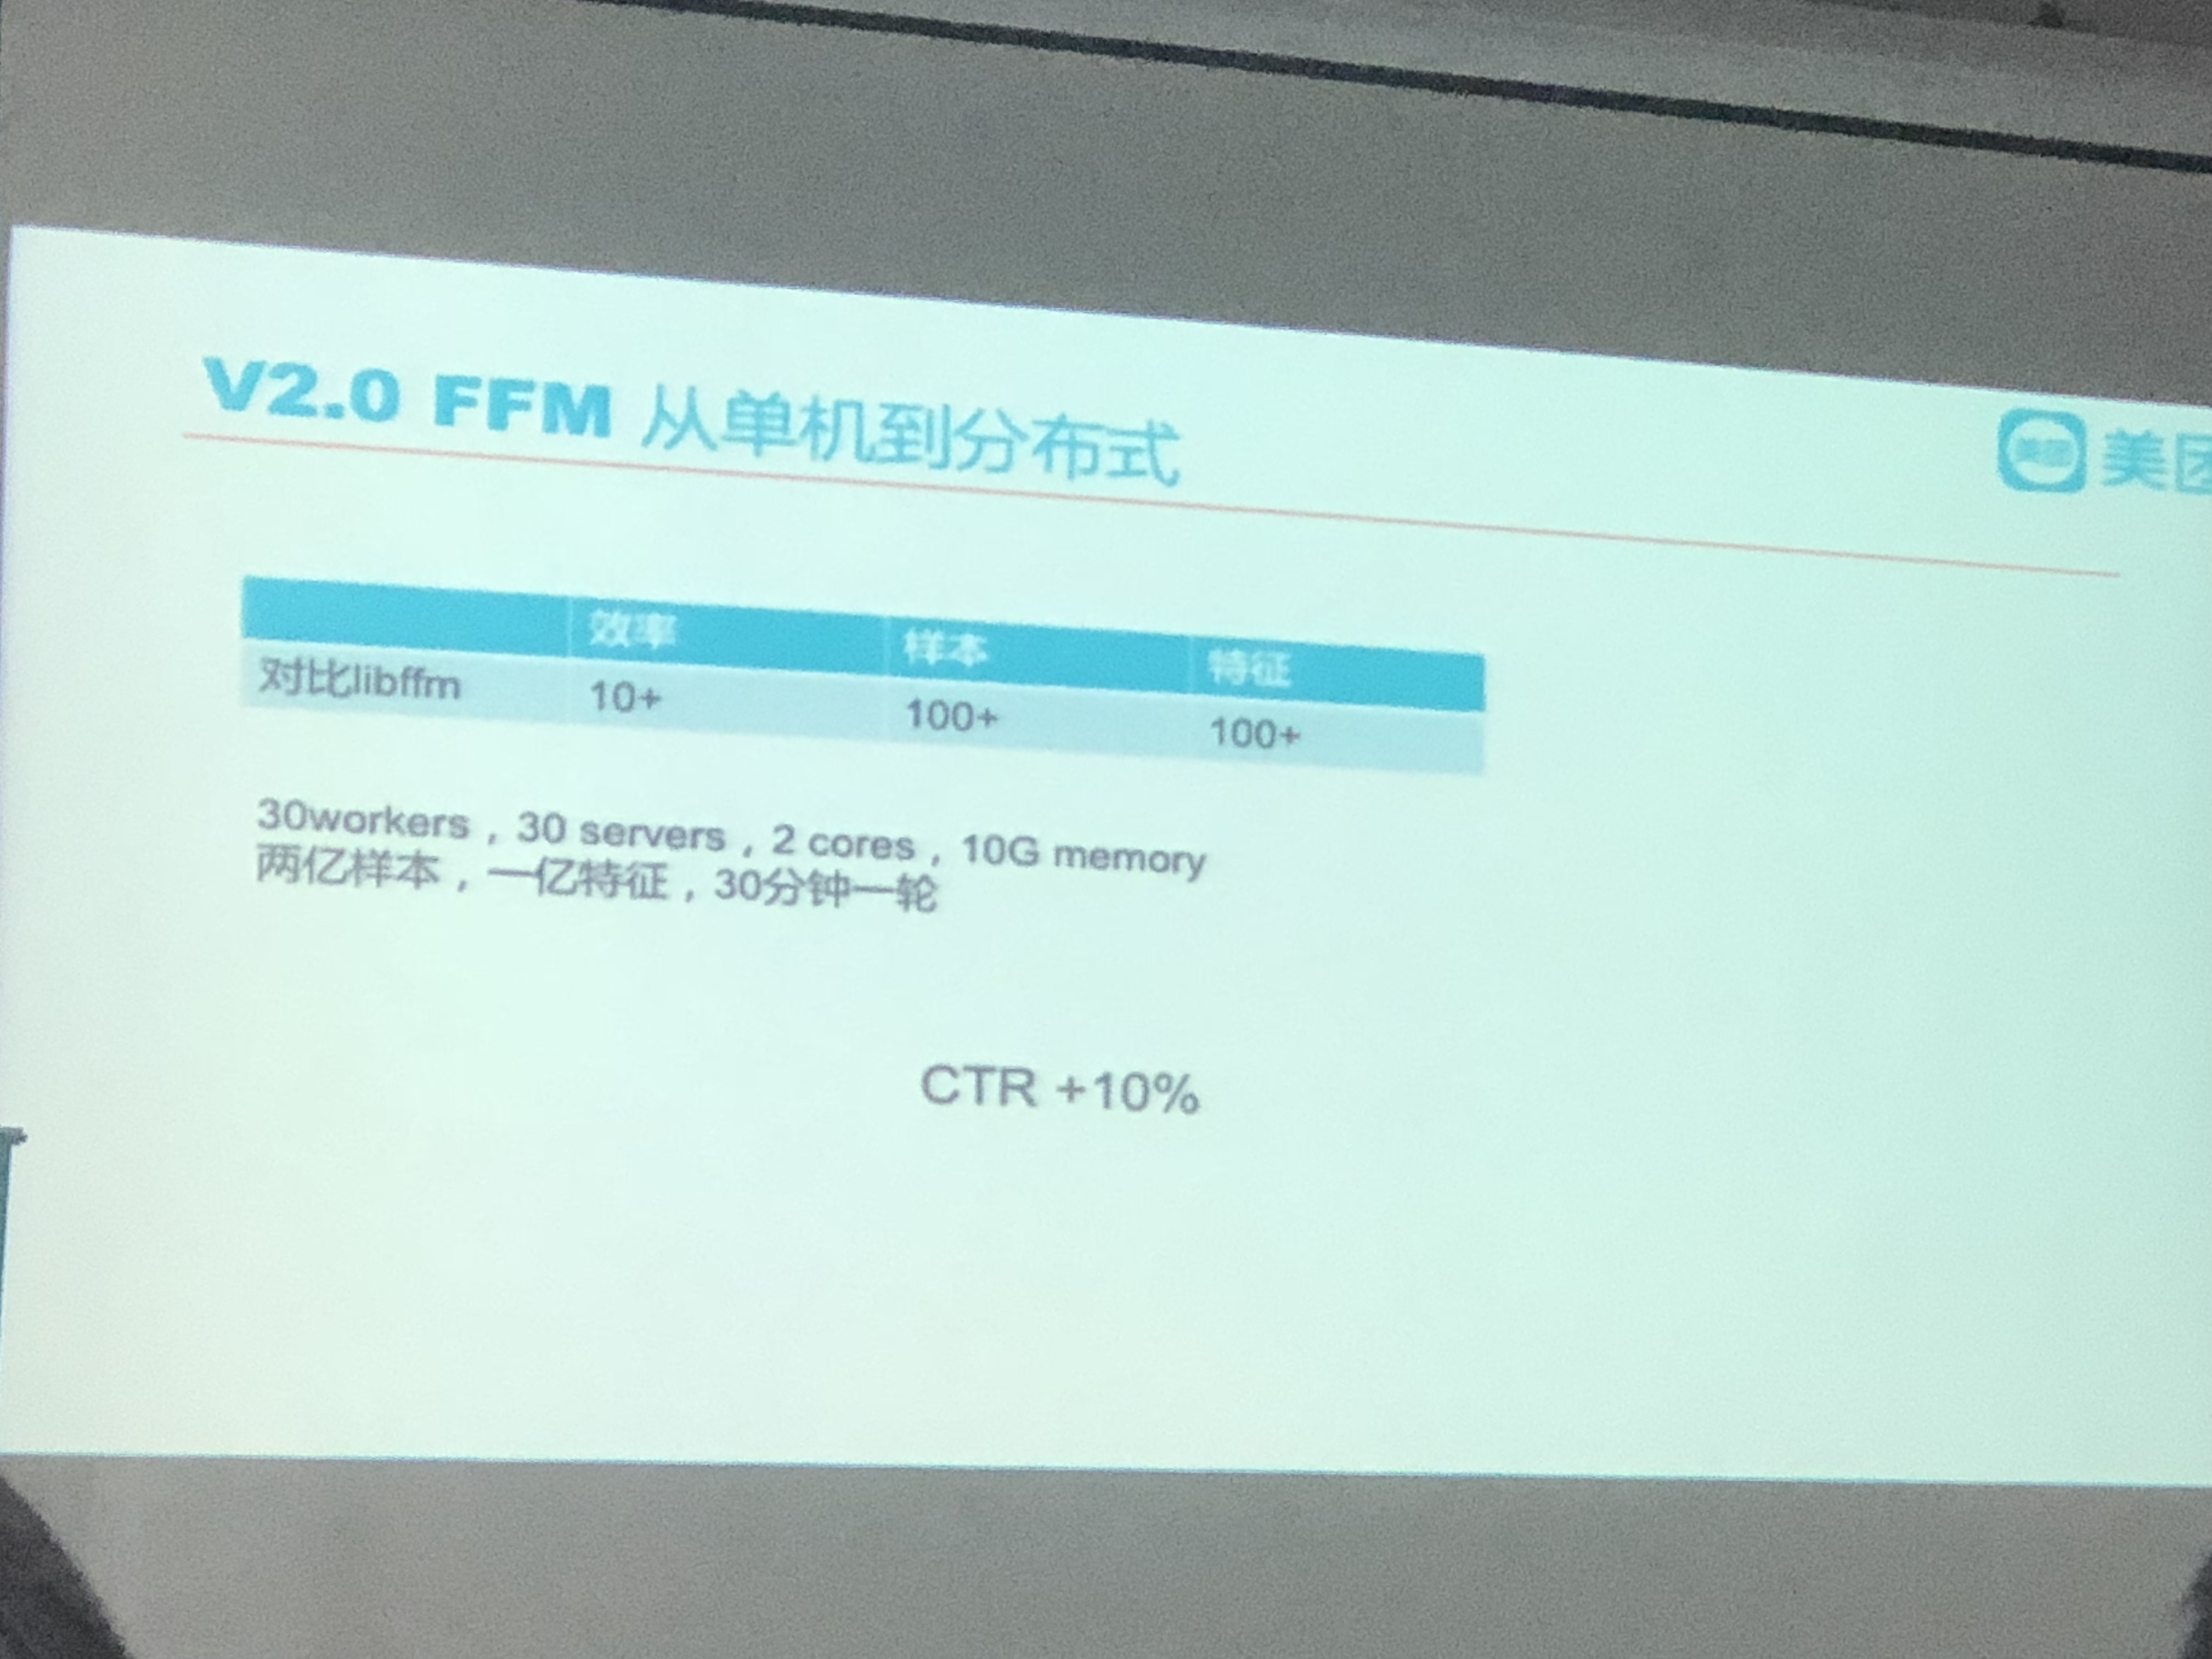 V2.0 FFM 从单机到分布式
美团
效率 样本 特征
对比libffm 10+ 100+ 100+
30workers，30 servers，2 cores，10G memory
两亿样本，一亿特征，30分钟一轮
CTR +10%